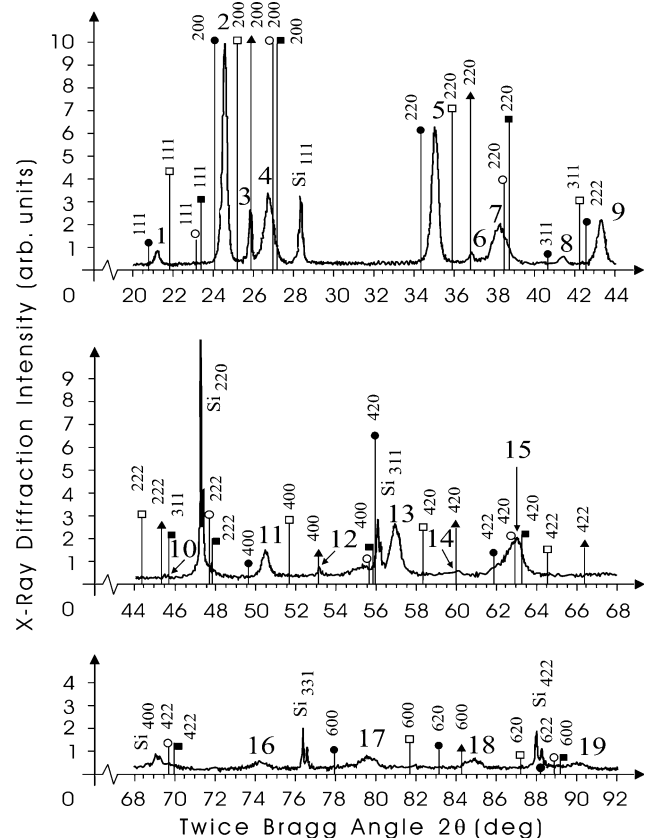 X-Ray Diffraction Intensity (arb. units)
200 2 200 200 200 200
10
9
8
7
6
5
4
3
2
1
0
111 1 111 111 111 3 4 Si 111
220 5 220 220 220 220 6 7 311 8 311 222 9
20 22 24 26 28 30 32 34 36 38 40 42 44
9
8
7
6
5
4
3
2
1
0
222 222 311 10 Si 220 222 222 400 11 400 400 12 400 420 Si 311 13 420 14 420 422 420 15 420 422 422
44 46 48 50 52 54 56 58 60 62 64 66 68
4
3
2
1
0
Si 400 422 422 16 Si 331 600 17 600 620 600 18 620 Si 422 622 600 19
68 70 72 74 76 78 80 82 84 86 88 90 92
Twice Bragg Angle 2θ (deg)